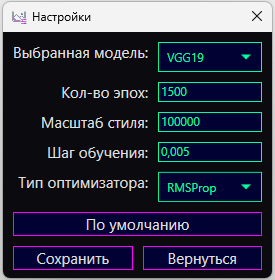 Настройки
Выбранная модель: VGG19
Кол-во эпох: 1500
Масштаб стиля: 100000
Шаг обучения: 0,005
Тип оптимизатора: RMSProp
По умолчанию
Сохранить Вернуться